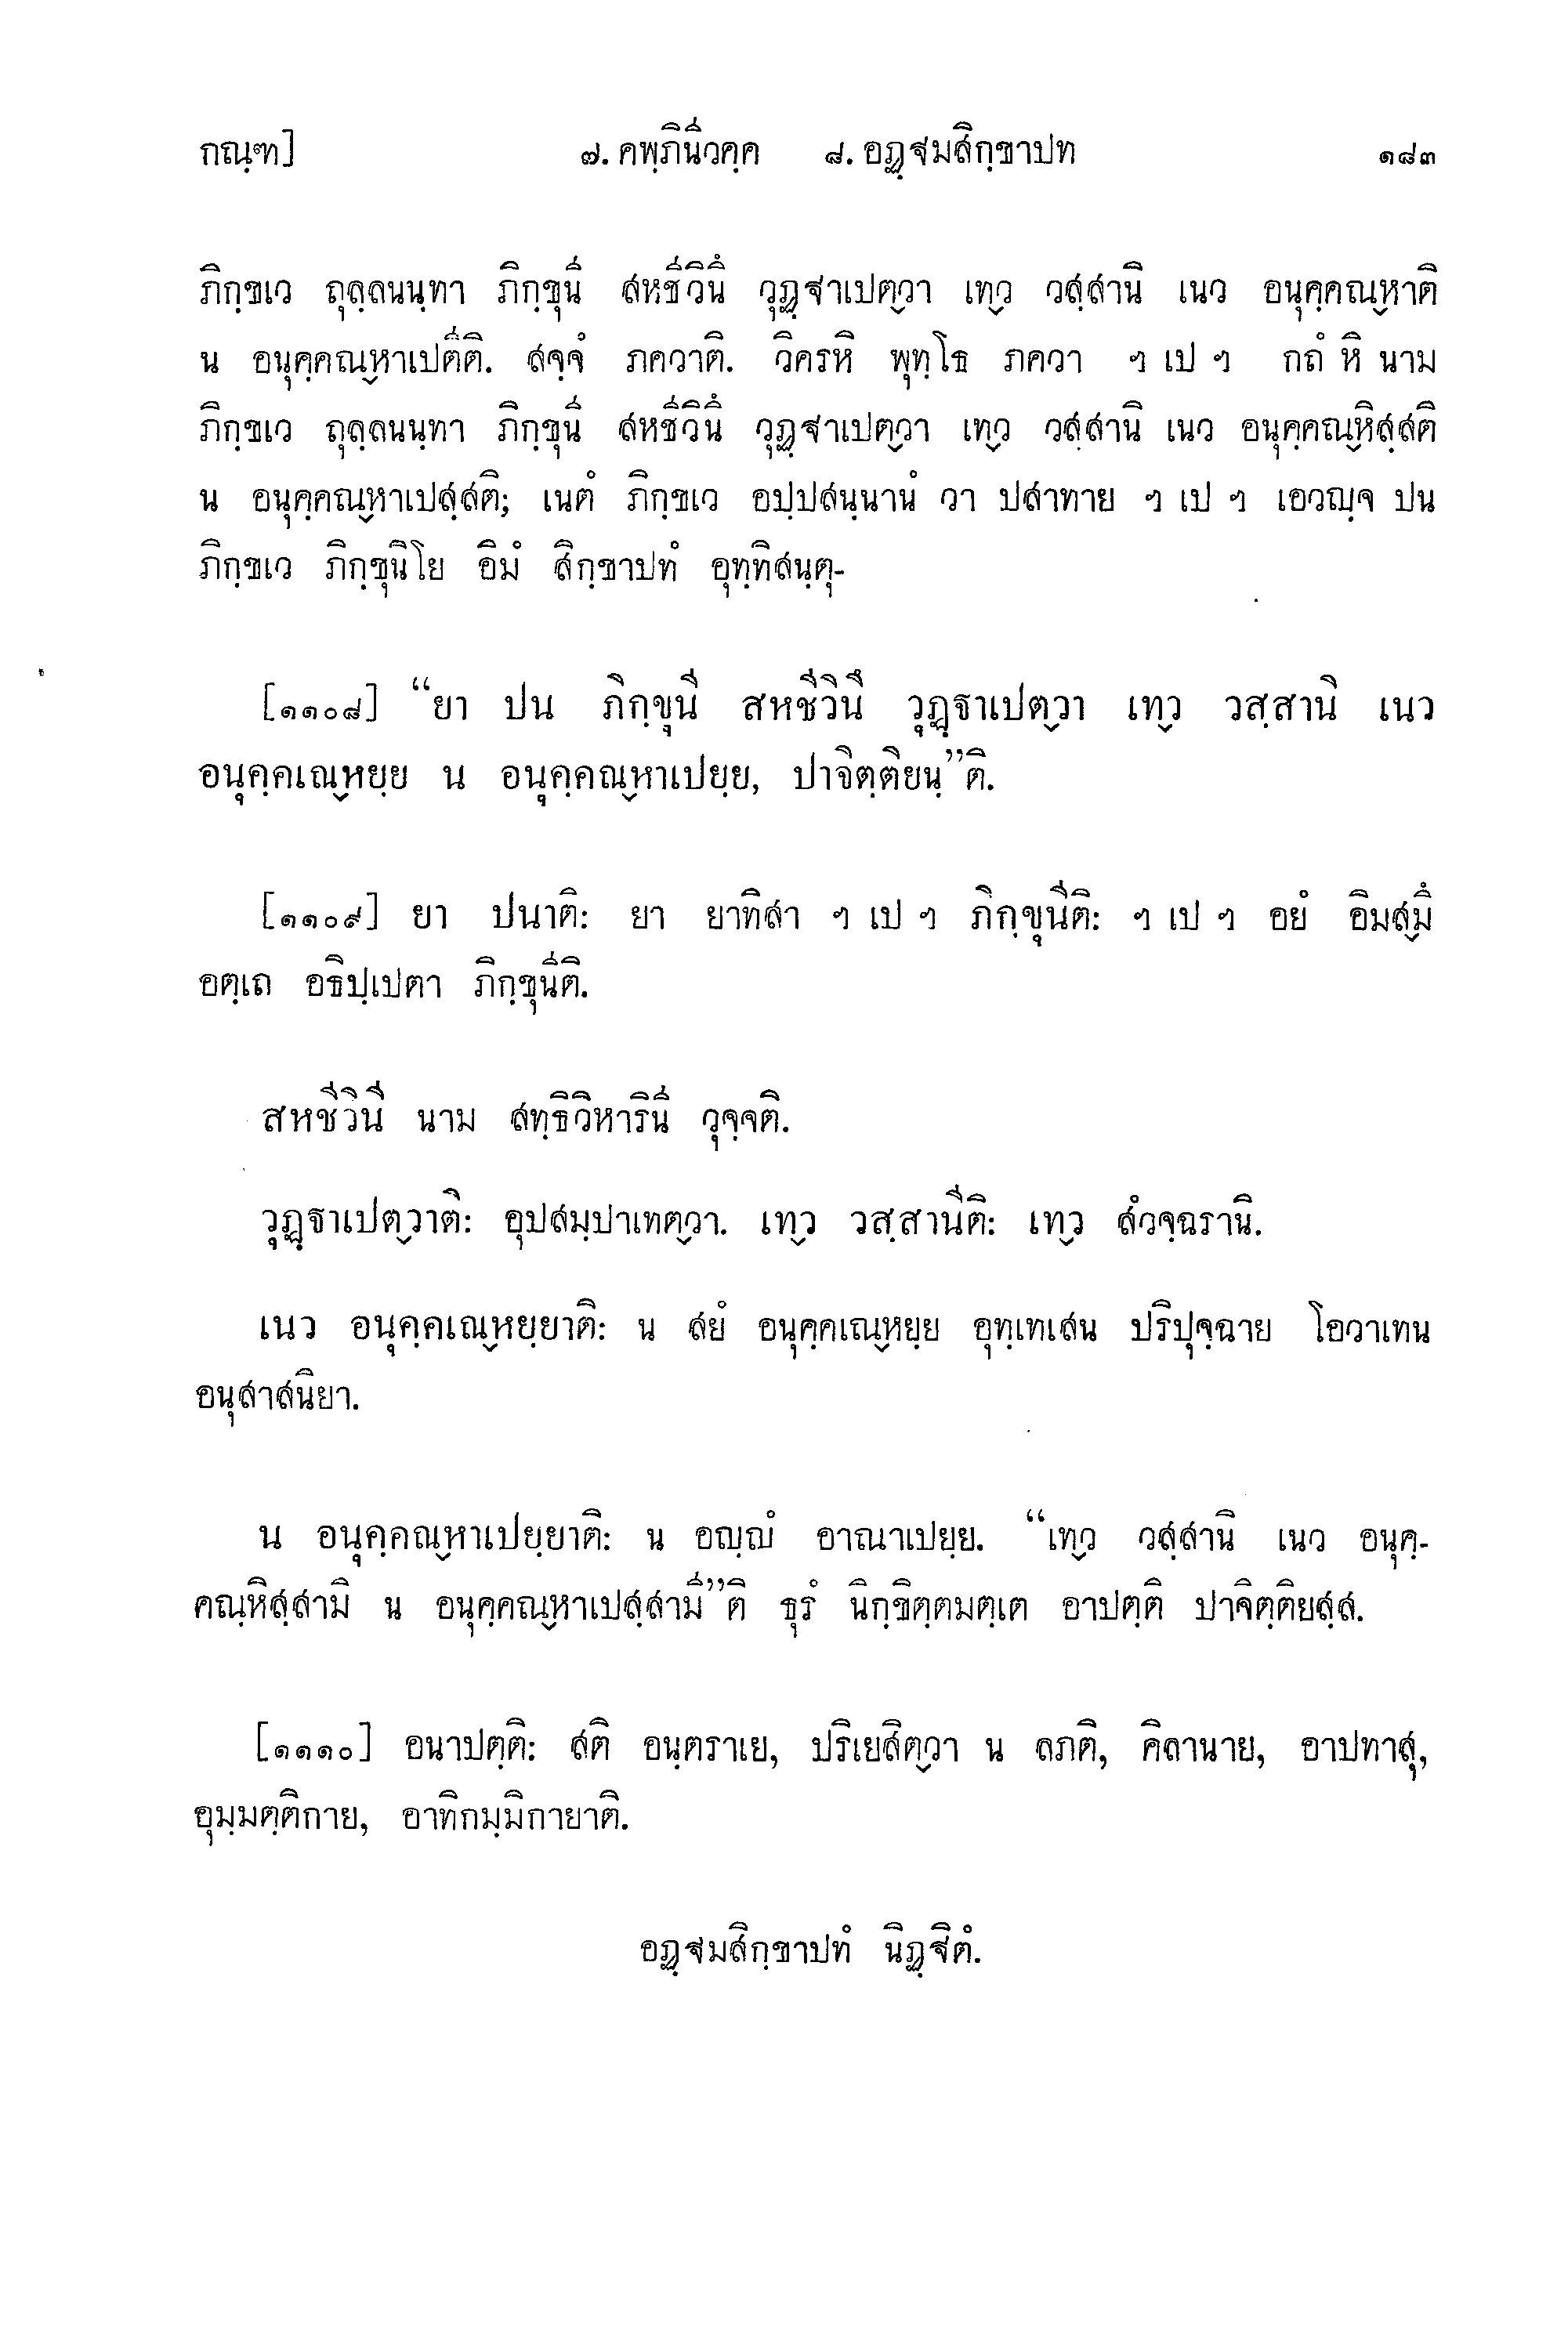 กณฺฑ] ๗. คพฺภินีวคฺค ๘. อฏฺฐมสิกฺขาปท ๑๘๓
ภิกฺขเว ถุลฺลนนฺทา ภิกฺขุนี สหชีวินึ วุฏฺฐาเปตฺวา เทฺว วสฺสานิ เนว อนุคฺคณฺหาติ
น อนุคฺคณฺหาเปตีติ. สจฺจํ ภควาติ. วิครหิ พุทฺโธ ภควา ฯ เป ฯ กถํ หิ นาม
ภิกฺขเว ถุลฺลนนฺทา ภิกฺขุนี สหชีวินึ วุฏฺฐาเปตฺวา เทฺว วสฺสานิ เนว อนุคฺคณฺหิสฺสติ
น อนุคฺคณฺหาเปสฺสติ; เนตํ ภิกฺขเว อปฺปสนฺนานํ วา ปสาทาย ฯ เป ฯ เอวญฺจ ปน
ภิกฺขเว ภิกฺขุนิโย อิมํ สิกฺขาปทํ อุทฺทิสนฺตุ-
[๑๑๐๘] “ยา ปน ภิกฺขุนี สหชีวินึ วุฏฺฐาเปตฺวา เทฺว วสฺสานิ เนว
อนุคฺคเณฺหยฺย น อนุคฺคณฺหาเปยฺย, ปาจิตฺติยนฺ”ติ.
[๑๑๐๙] ยา ปนาติ: ยา ยาทิสา ฯ เป ฯ ภิกฺขุนีติ: ฯ เป ฯ อยํ อิมสฺมึ
อตฺเถ อธิปฺเปตา ภิกฺขุนีติ.
สหชีวินี นาม สทฺธิวิหารินี วุจฺจติ.
วุฏฺฐาเปตฺวาติ: อุปสมฺปาเทตฺวา. เทฺว วสฺสานีติ: เทฺว สํวจฺฉรานิ.
เนว อนุคฺคเณฺหยฺยาติ: น สยํ อนุคฺคเณฺหยฺย อุทฺเทเสน ปริปุจฺฉาย โอวาเทน
อนุสาสนิยา.
น อนุคฺคณฺหาเปยฺยาติ: น อญฺญํ อาณาเปยฺย. “เทฺว วสฺสานิ เนว อนุคฺ-
คณฺหิสฺสามิ น อนุคฺคณฺหาเปสฺสามี”ติ ธุรํ นิกฺขิตฺตมตฺเต อาปตฺติ ปาจิตฺติยสฺส.
[๑๑๑๐] อนาปตฺติ: สติ อนฺตราเย, ปริเยสิตฺวา น ลภติ, คิลานาย, อาปทาสุ,
อุมฺมตฺติกาย, อาทิกมฺมิกายาติ.
อฏฺฐมสิกฺขาปทํ นิฏฺฐิตํ.